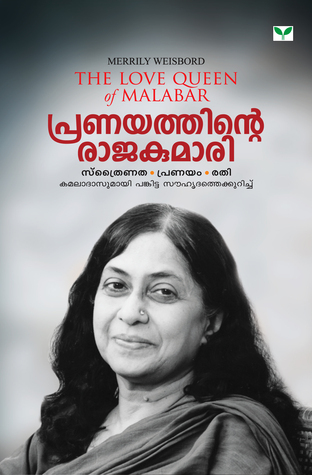 MERRILY WEISBORD
THE LOVE QUEEN
of MALABAR
പ്രണയത്തിന്റെ
രാജകുമാരി
സ്ത്രൈണത • പ്രണയം • രതി
കമലാദാസുമായി പങ്കിട്ട സൗഹൃദത്തെക്കുറിച്ച്